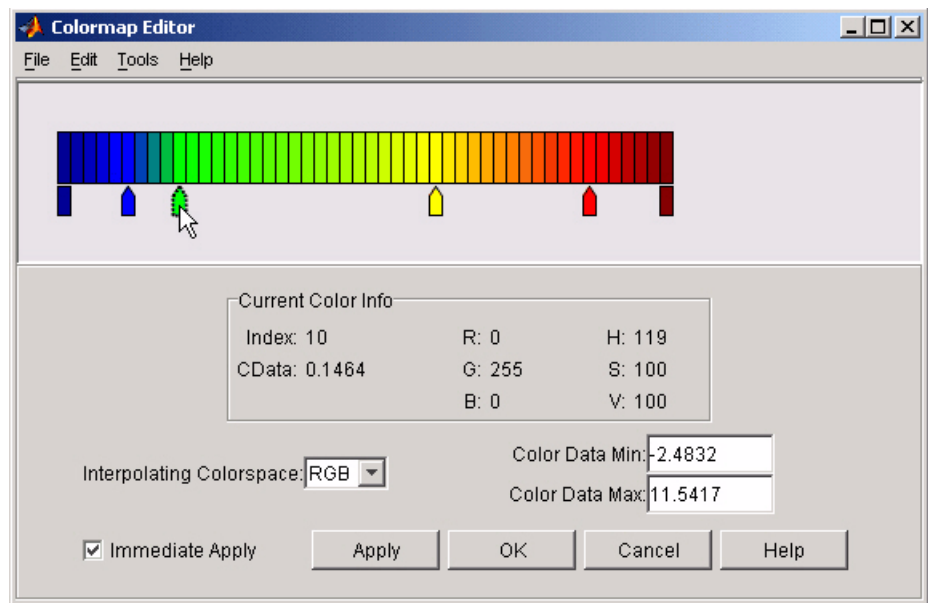 Colormap Editor
File Edit Tools Help
Current Color Info
Index: 10 R: 0 H: 119
CData: 0.1464 G: 255 S: 100
B: 0 V: 100
Interpolating Colorspace: RGB
Color Data Min: -2.4832
Color Data Max: 11.5417
Immediate Apply Apply OK Cancel Help